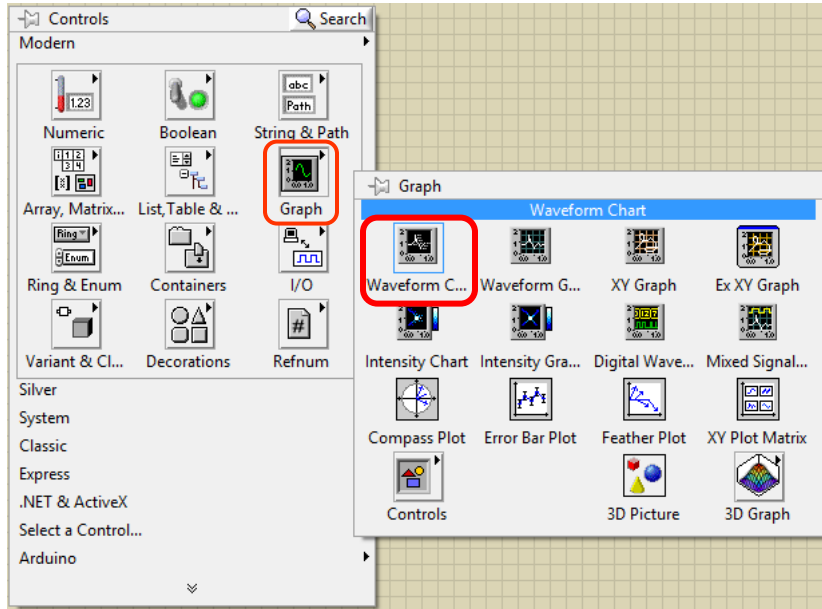 Controls
Search
Modern
Numeric
Boolean
String & Path
Array, Matrix...
List, Table & ...
Graph
Ring & Enum
Containers
I/O
Variant & Cl...
Decorations
Refnum
Silver
System
Classic
Express
.NET & ActiveX
Select a Control...
Arduino
Graph
Waveform Chart
Waveform C...
Waveform G...
XY Graph
Ex XY Graph
Intensity Chart
Intensity Gra...
Digital Wave...
Mixed Signal...
Compass Plot
Error Bar Plot
Feather Plot
XY Plot Matrix
Controls
3D Picture
3D Graph